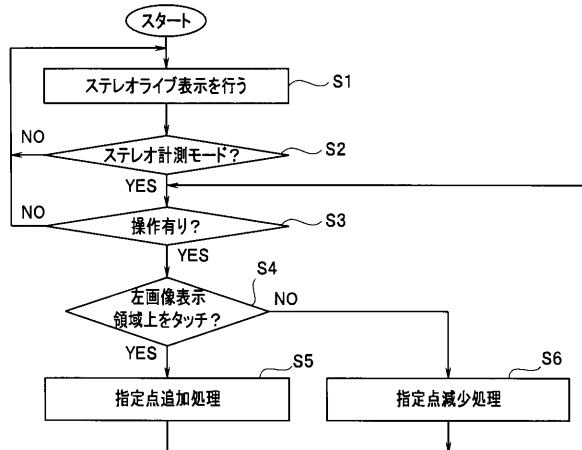 スタート
ステレオライブ表示を行う
S1
NO
ステレオ計測モード?
S2
YES
NO
操作有り?
S3
YES
S4
左画像表示
領域上をタッチ?
NO
YES
S5
指定点追加処理
S6
指定点減少処理